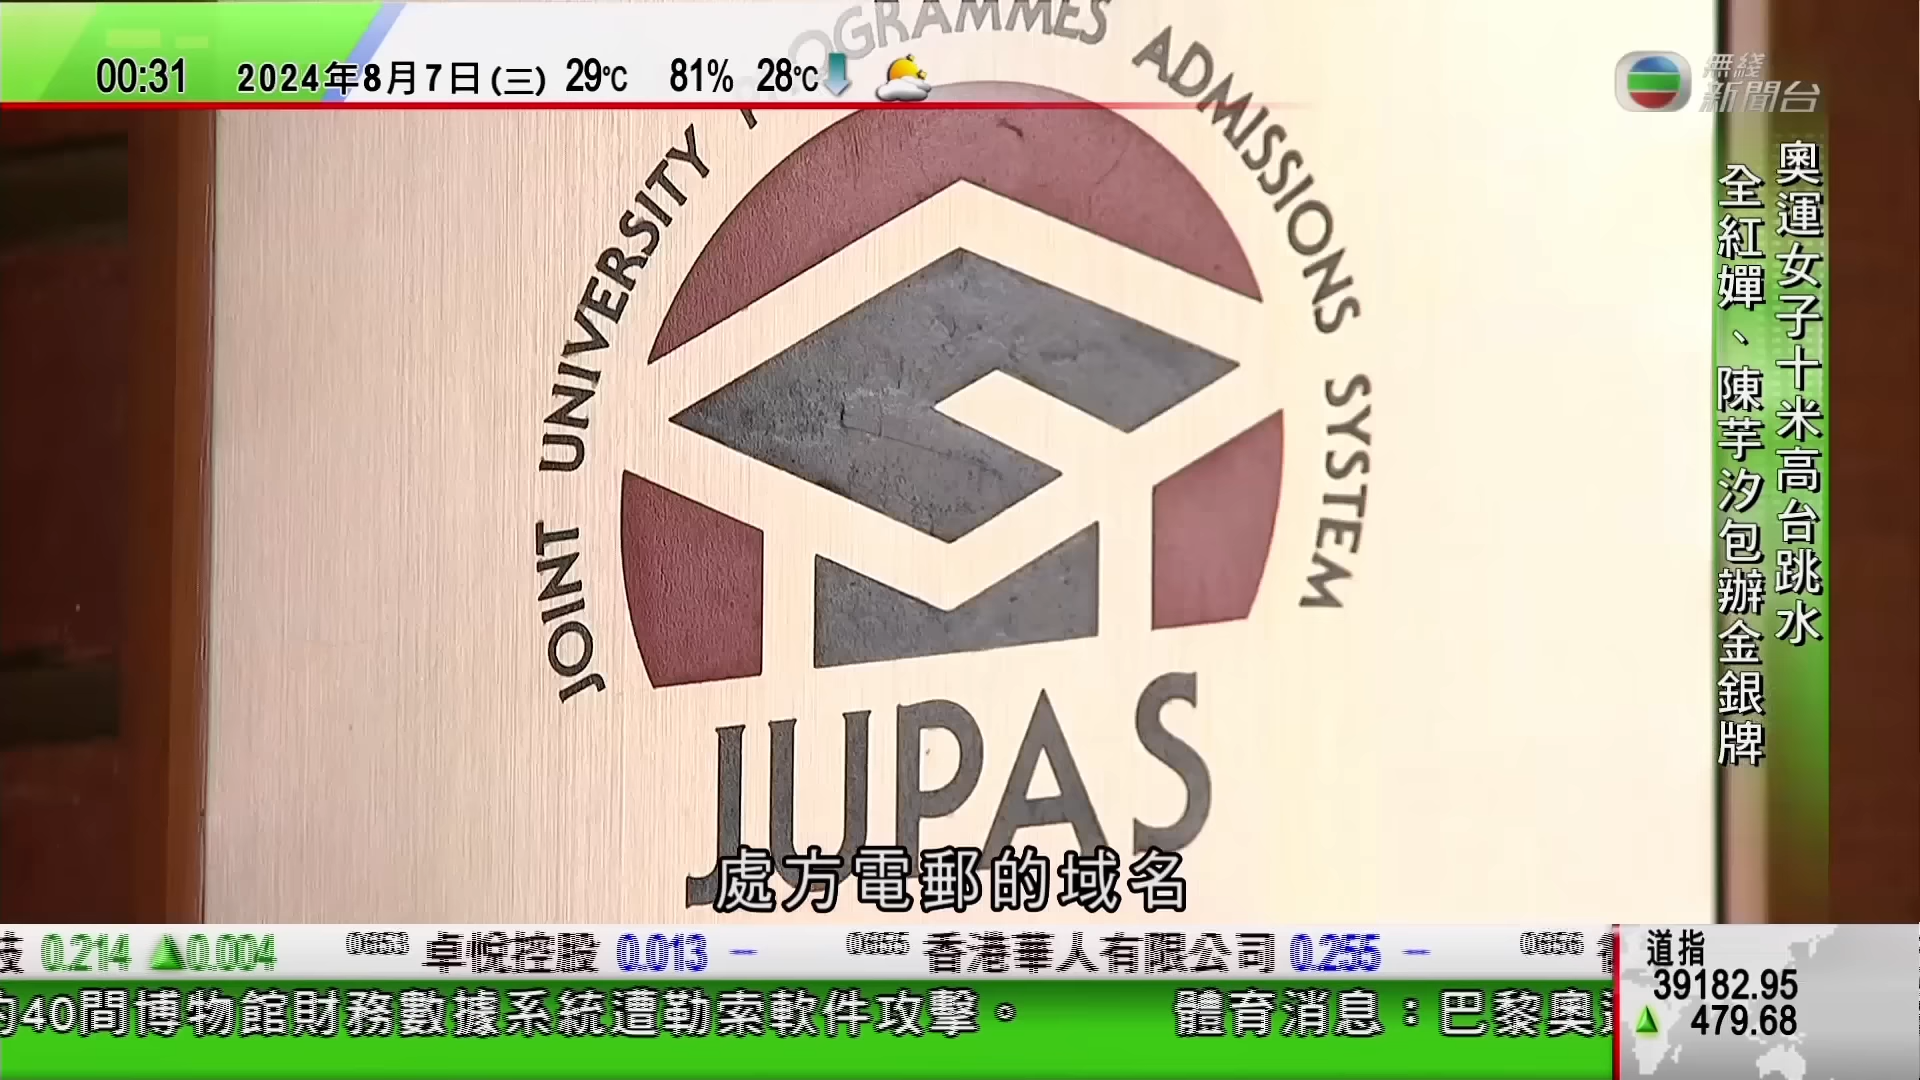 00:31 2024年8月7日(三) 29℃ 81% 28℃
無綫
新聞台
奧運女子十米高台跳水
全紅嬋、陳芋汐包辦金銀牌
JOINT UNIVERSITY PROGRAMMES ADMISSIONS SYSTEM
JUPAS
處方電郵的域名
技 0.214 ▲0.004 0653 卓悅控股 0.013 – 0655 香港華人有限公司 0.255 – 0656
的40間博物館財務數據系統遭勒索軟件攻擊。 體育消息：巴黎奧運
道指
39182.95
▲ 479.68